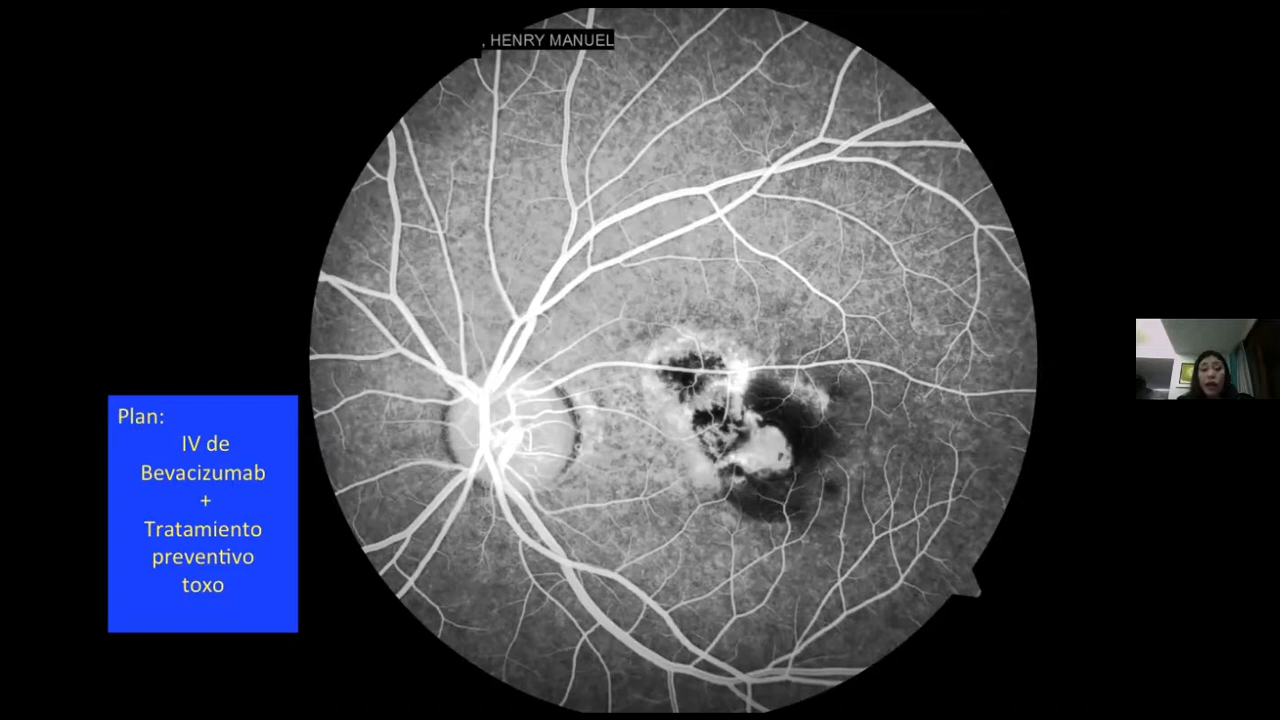 , HENRY MANUEL
Plan:
IV de
Bevacizumab
+
Tratamiento
preventivo
toxo